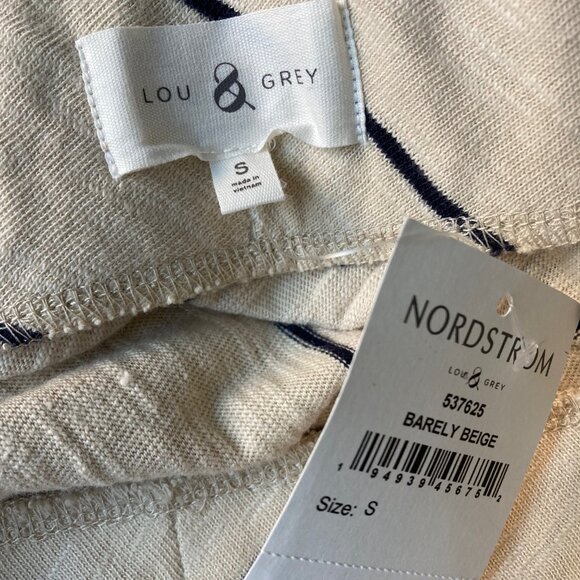 LOU & GREY
S
made in
vietnam
NORDSTROM
LOU & GREY
537625
BARELY BEIGE
1 94939 45675 2
Size: S